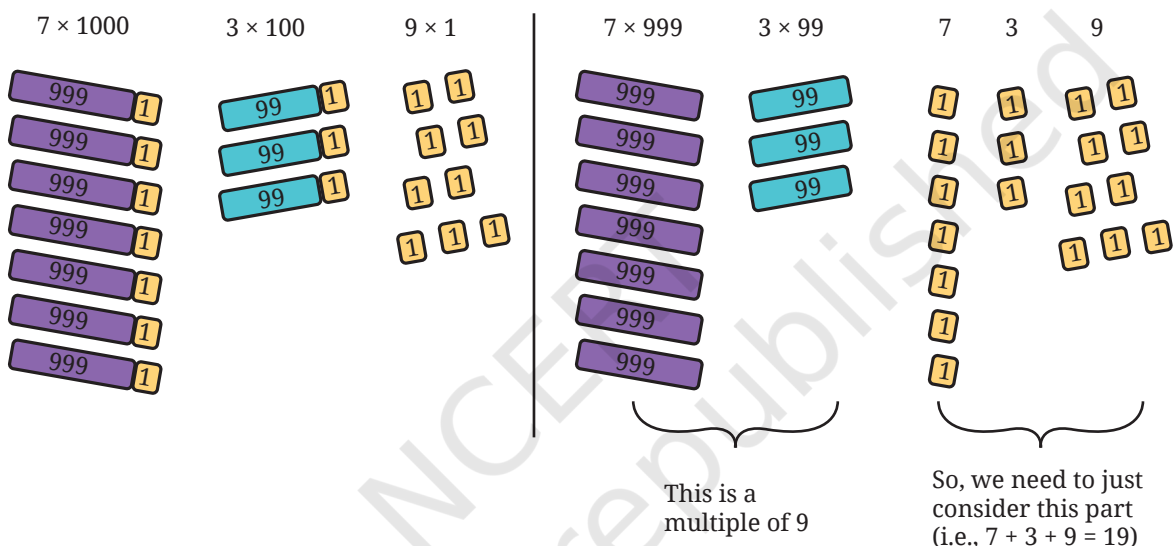 7 × 1000 3 × 100 9 × 1 7 × 999 3 × 99 7 3 9
999 1 99 1 1 1 999 99 1 1 1 1
999 1 99 1 1 1 999 99 1 1 1 1
999 1 99 1 1 1 999 99 1 1 1 1
999 1 1 1 1 999 1 1 1 1
999 1 999 1
999 1 999 1
999 1 999 1
This is a
multiple of 9
So, we need to just
consider this part
(i.e., 7 + 3 + 9 = 19)
NCERT
republished